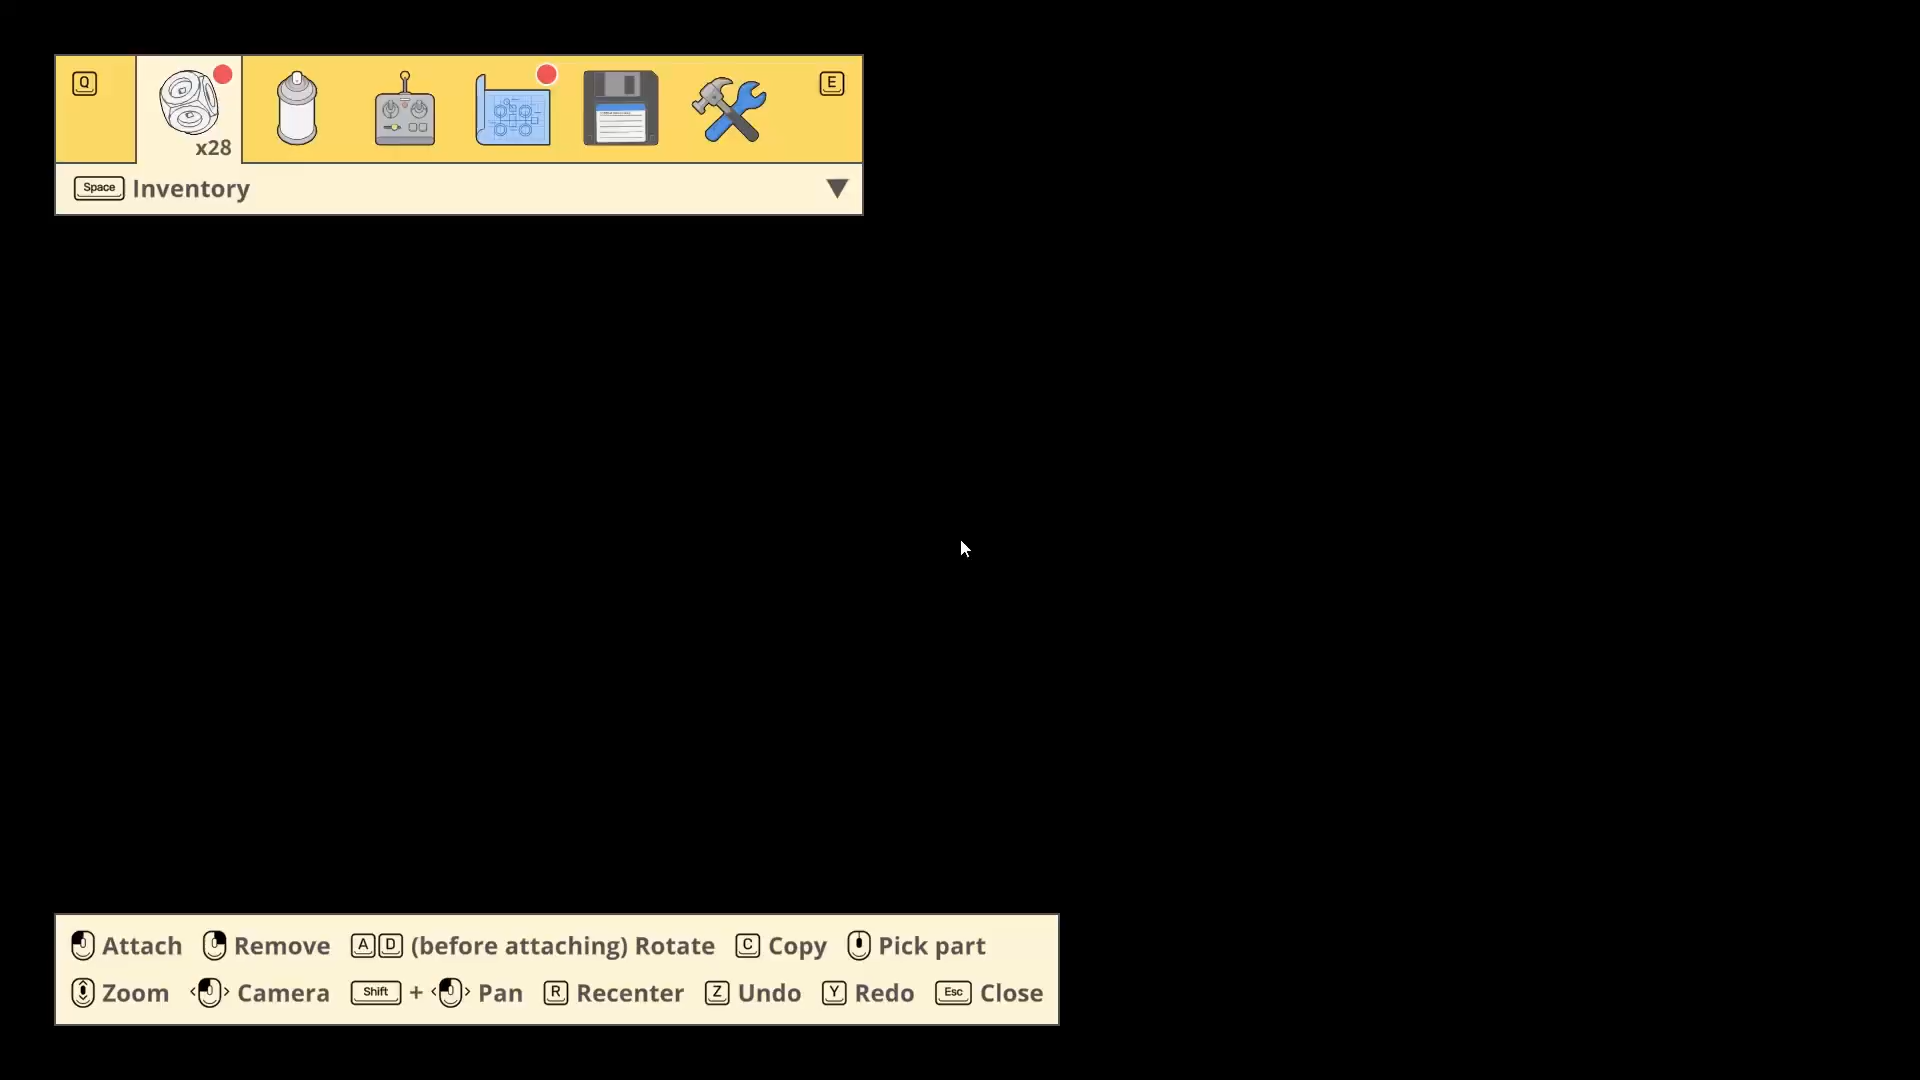 Q
x28
E
Space Inventory
Attach Remove A D (before attaching) Rotate C Copy Pick part
Zoom Camera Shift + Pan R Recenter Z Undo Y Redo Esc Close